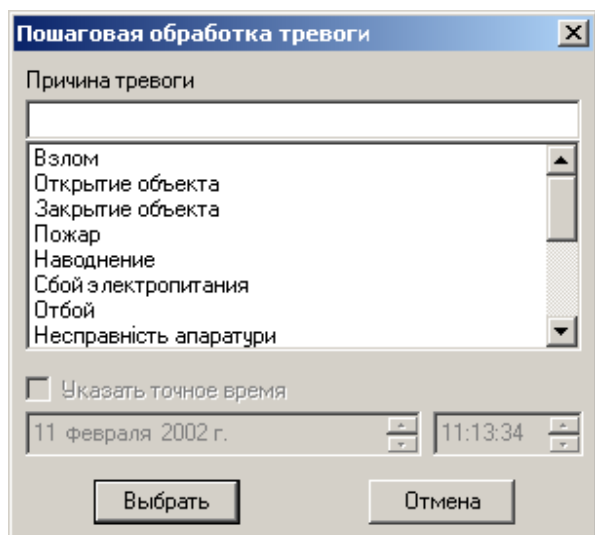 Пошаговая обработка тревоги
Причина тревоги
Взлом
Открытие объекта
Закрытие объекта
Пожар
Наводнение
Сбой электропитания
Отбой
Несправність апаратури
Указать точное время
11 февраля 2002 г. 11:13:34
Выбрать Отмена